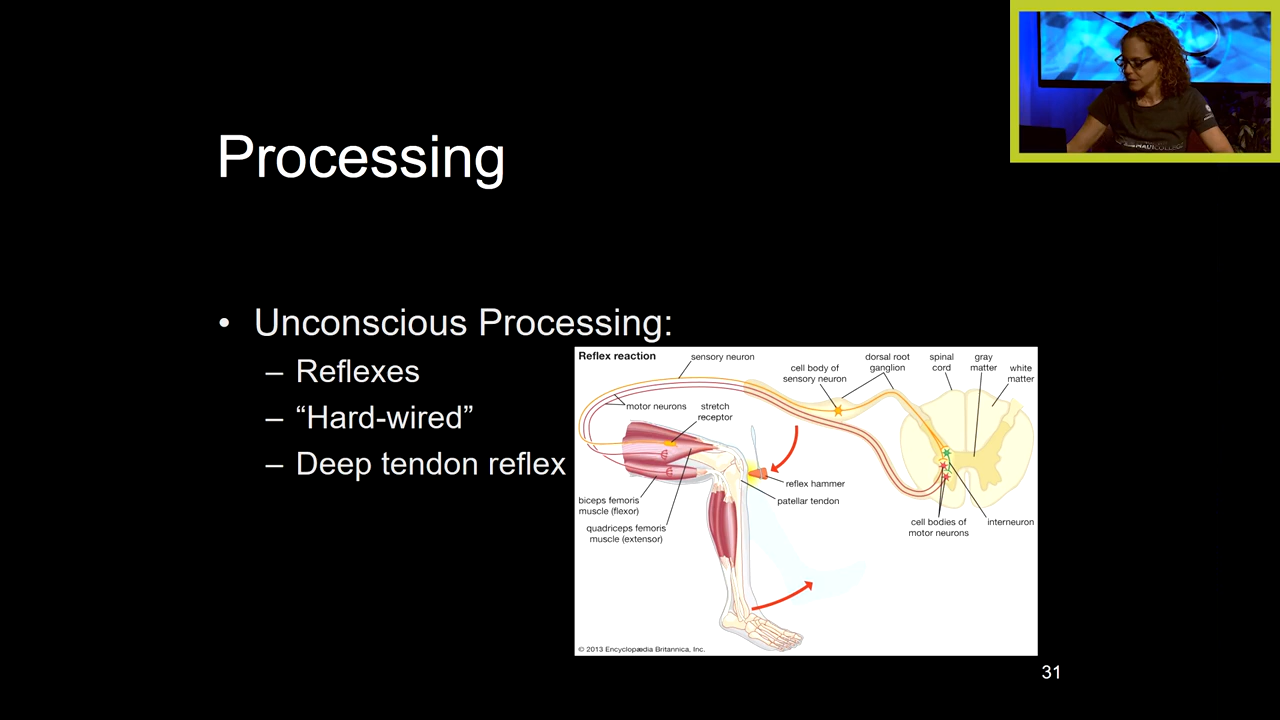 Processing
• Unconscious Processing:
– Reflexes
– “Hard-wired”
– Deep tendon reflex
Reflex reaction
sensory neuron
cell body of
sensory neuron
dorsal root
ganglion
spinal
cord
gray
matter
white
matter
motor neurons
stretch
receptor
reflex hammer
patellar tendon
biceps femoris
muscle (flexor)
quadriceps femoris
muscle (extensor)
cell bodies of
motor neurons
interneuron
© 2013 Encyclopædia Britannica, Inc.
31